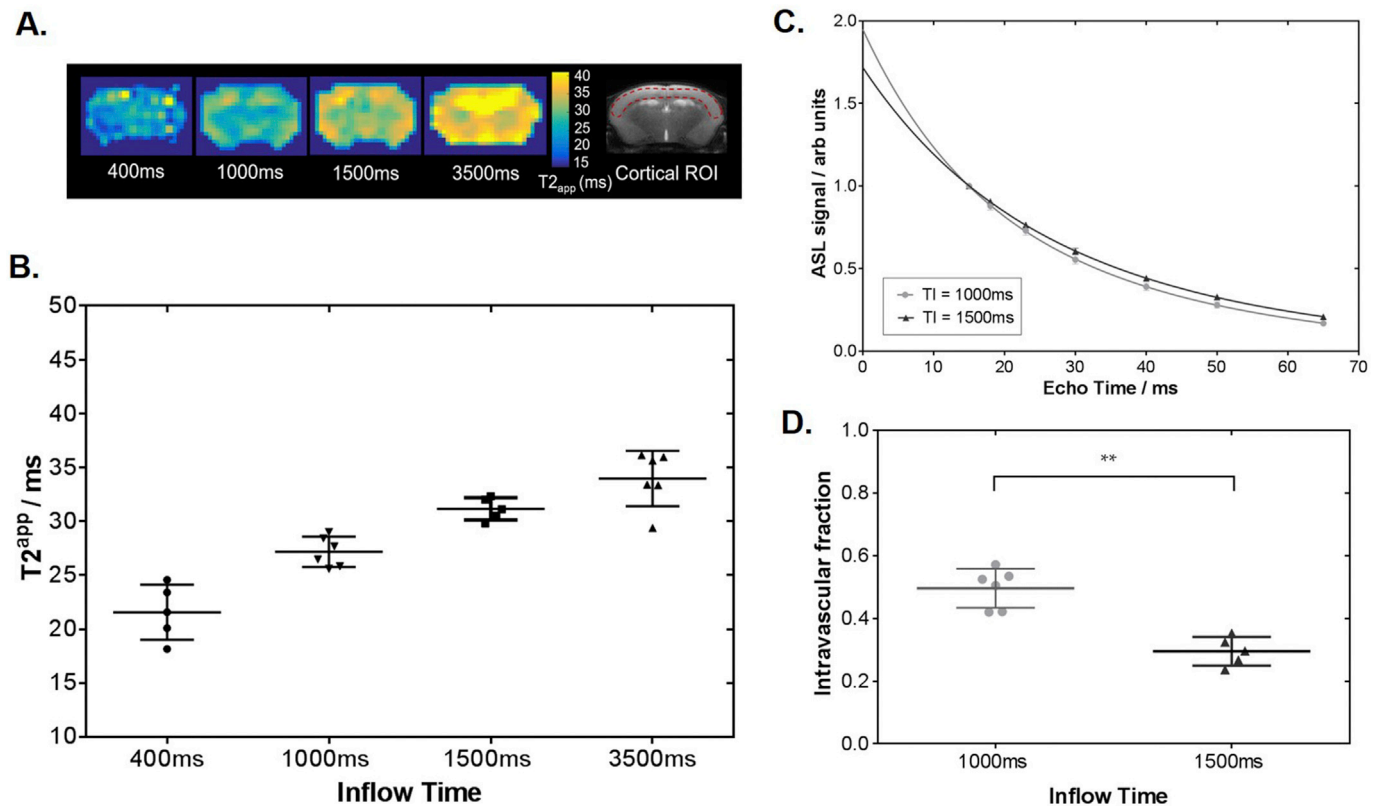 A.
400ms
1000ms
1500ms
3500ms
40
35
30
25
20
15
T2app (ms)
Cortical ROI
B.
50
45
40
35
30
25
20
15
10
T2app / ms
400ms
1000ms
1500ms
3500ms
Inflow Time
C.
2.0
1.5
1.0
0.5
0.0
ASL signal / arb units
TI = 1000ms
TI = 1500ms
0 10 20 30 40 50 60 70
Echo Time / ms
D.
1.0
0.8
0.6
0.4
0.2
0.0
Intravascular fraction
**
1000ms
1500ms
Inflow Time